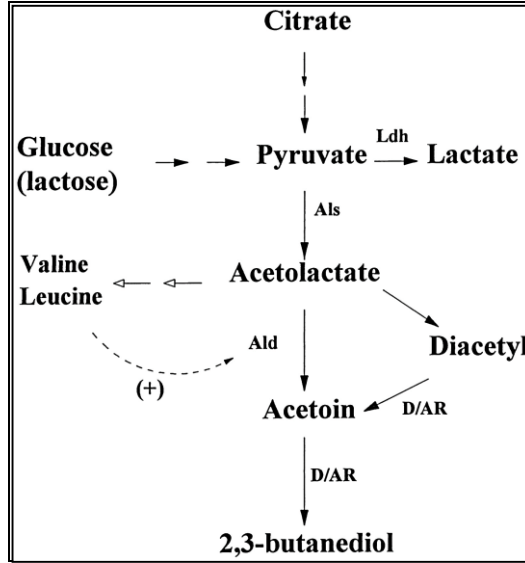 Citrate
Glucose
(lactose)
Pyruvate
Ldh
Lactate
Als
Valine
Leucine
Acetolactate
Ald
Diacetyl
(+)
Acetoin
D/AR
D/AR
2,3-butanediol